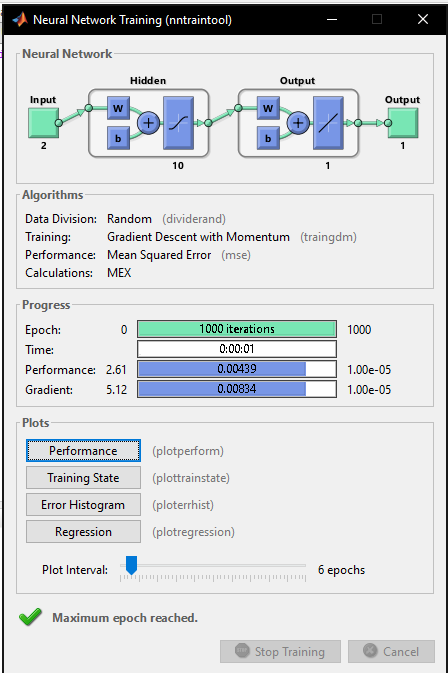 Neural Network Training (nntraintool)
Neural Network
Hidden Output
Input Output
W W
b b
+ +
2 10 1 1
Algorithms
Data Division: Random (dividerand)
Training: Gradient Descent with Momentum (traingdm)
Performance: Mean Squared Error (mse)
Calculations: MEX
Progress
Epoch: 0 1000 iterations 1000
Time: 0:00:01
Performance: 2.61 0.00439 1.00e-05
Gradient: 5.12 0.00834 1.00e-05
Plots
Performance (plotperform)
Training State (plottrainstate)
Error Histogram (ploterrhist)
Regression (plotregression)
Plot Interval: 6 epochs
Maximum epoch reached.
Stop Training Cancel